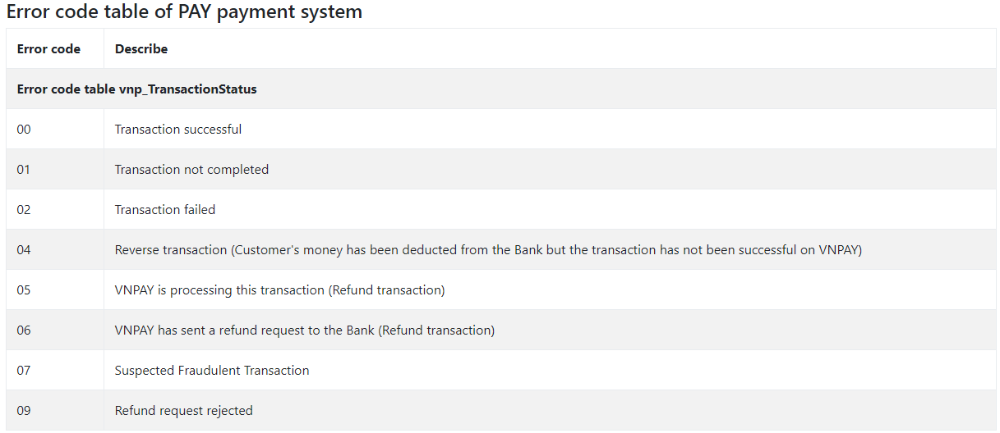 Error code table of PAY payment system
Error code Describe
Error code table vnp_TransactionStatus
00 Transaction successful
01 Transaction not completed
02 Transaction failed
04 Reverse transaction (Customer's money has been deducted from the Bank but the transaction has not been successful on VNPAY)
05 VNPAY is processing this transaction (Refund transaction)
06 VNPAY has sent a refund request to the Bank (Refund transaction)
07 Suspected Fraudulent Transaction
09 Refund request rejected